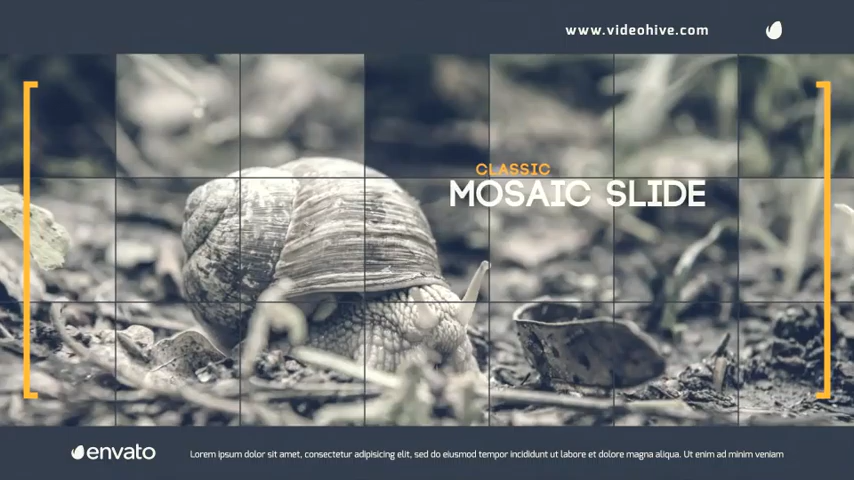 www.videohive.com
CLASSIC
MOSAIC SLIDE
envato
Lorem ipsum dolor sit amet, consectetur adipisicing elit, sed do eiusmod tempor incididunt ut labore et dolore magna aliqua. Ut enim ad minim veniam